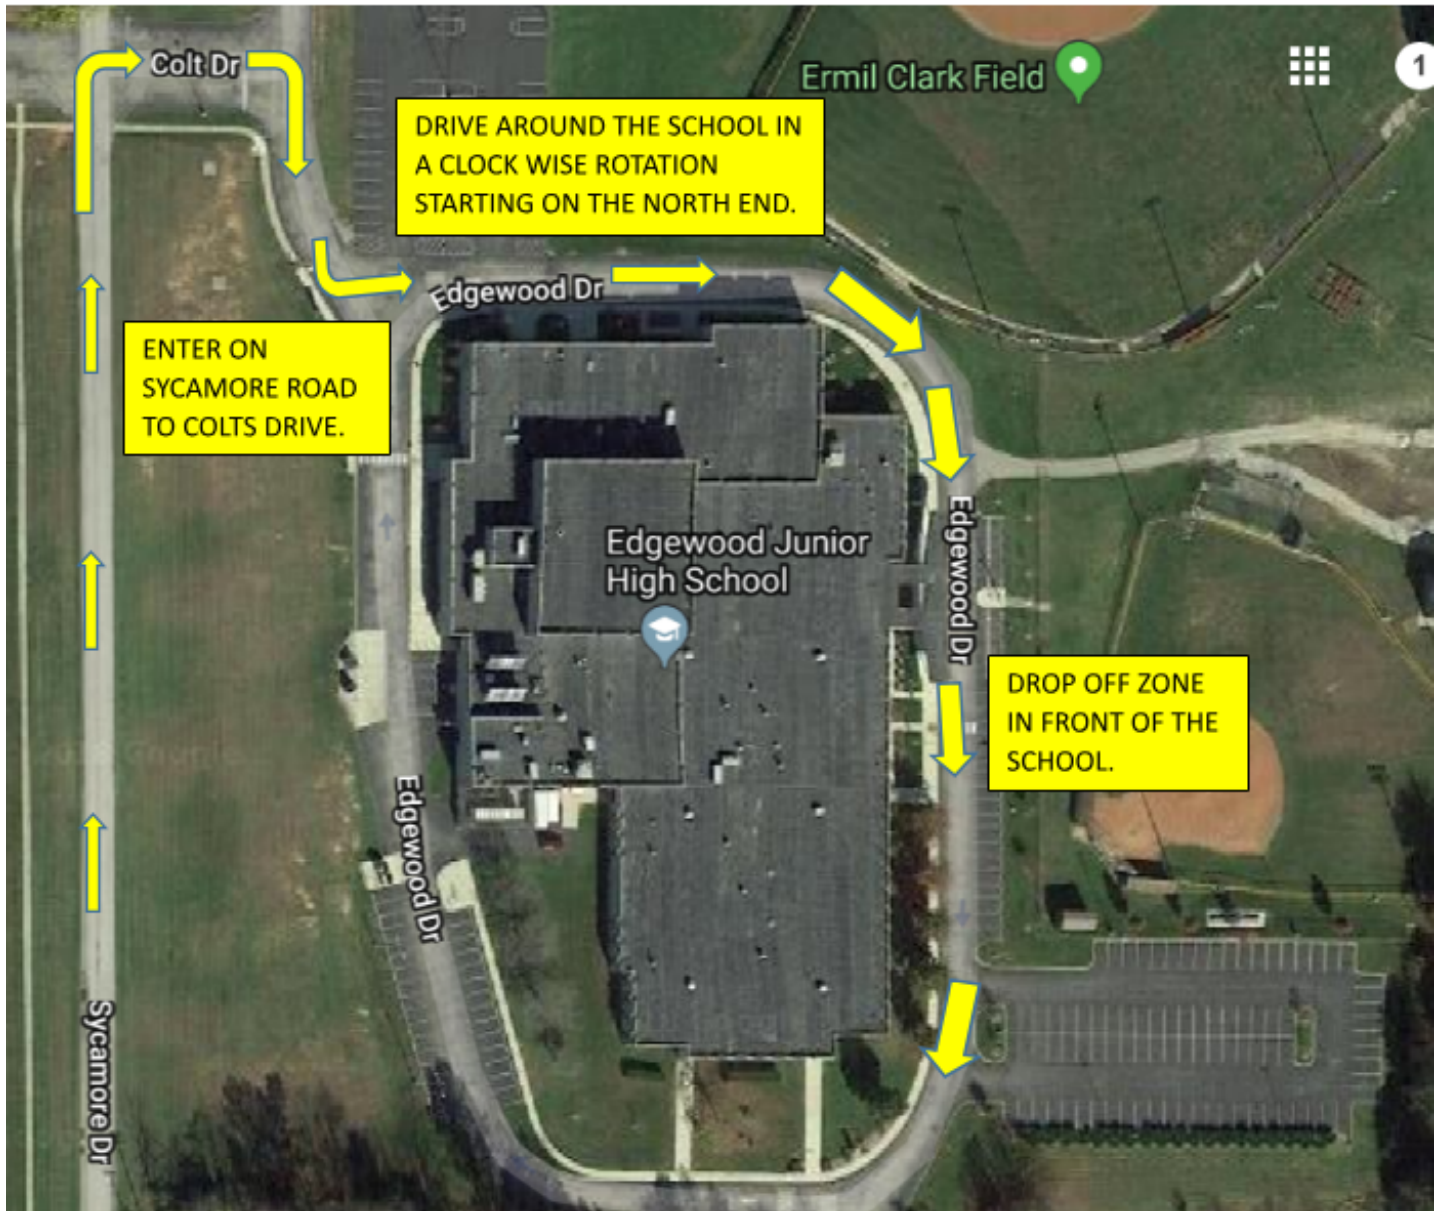 Colt Dr
Ermil Clark Field
1
DRIVE AROUND THE SCHOOL IN
A CLOCK WISE ROTATION
STARTING ON THE NORTH END.
Edgewood Dr
ENTER ON
SYCAMORE ROAD
TO COLTS DRIVE.
Edgewood Junior
High School
Edgewood Dr
DROP OFF ZONE
IN FRONT OF THE
SCHOOL.
Edgewood Dr
Sycamore Dr